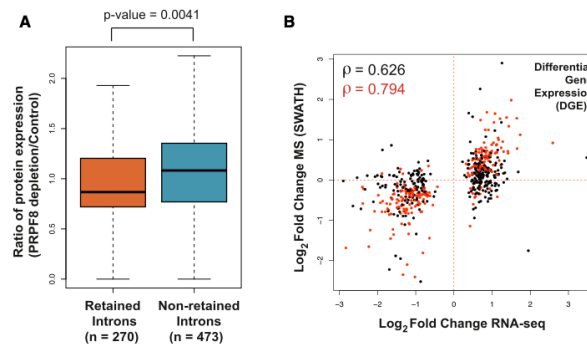 A
p-value = 0.0041
Ratio of protein expression
(PRPF8 depletion/Control)
2.0
1.5
1.0
0.5
0.0
Retained
Introns
(n = 270)
Non-retained
Introns
(n = 473)
B
ρ = 0.626
ρ = 0.794
Differentia
Gen
Expression
(DGE)
Log2 Fold Change MS (SWATH)
3
2
1
0
−1
−2
−3
−2
−1
0
1
2
3
Log2 Fold Change RNA-seq